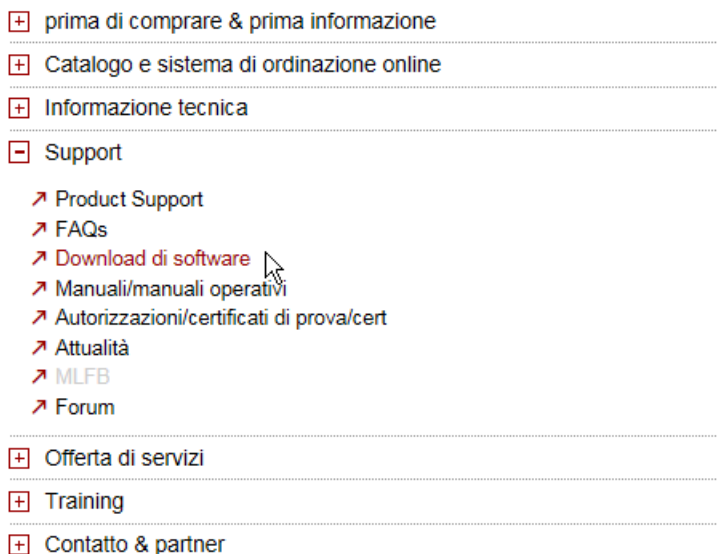 prima di comprare & prima informazione
Catalogo e sistema di ordinazione online
Informazione tecnica
Support
Product Support
FAQs
Download di software
Manuali/manuali operativi
Autorizzazioni/certificati di prova/cert
Attualità
MLFB
Forum
Offerta di servizi
Training
Contatto & partner